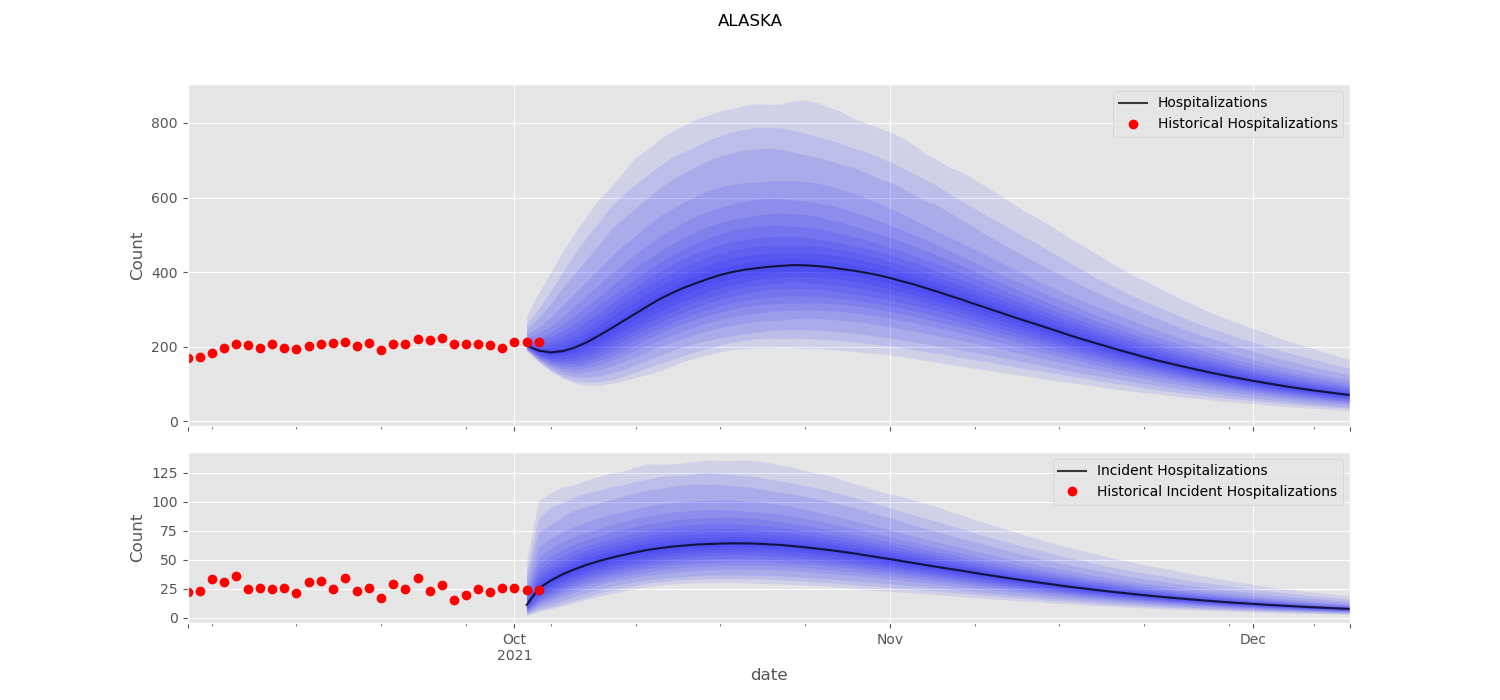 ALASKA
Hospitalizations
Historical Hospitalizations
800
600
400
200
0
Count
Incident Hospitalizations
Historical Incident Hospitalizations
125
100
75
50
25
0
Count
Oct
2021
Nov
Dec
date